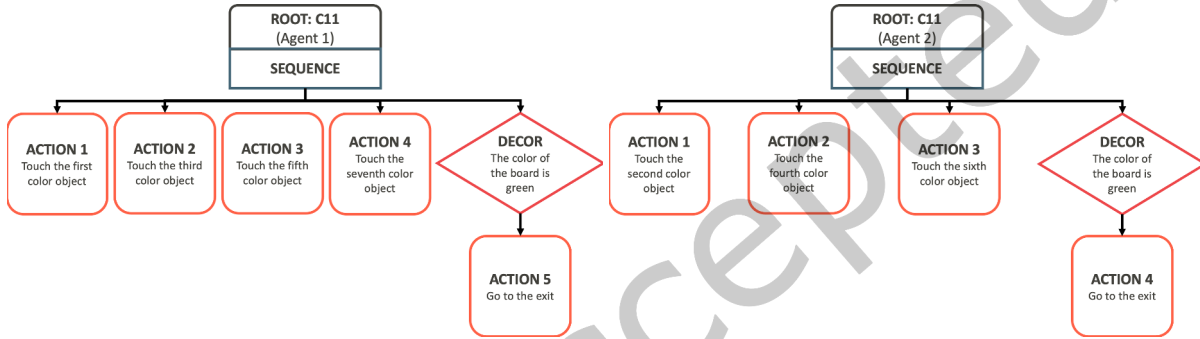 ROOT: C11
(Agent 1)
SEQUENCE
ACTION 1
Touch the first
color object
ACTION 2
Touch the third
color object
ACTION 3
Touch the fifth
color object
ACTION 4
Touch the
seventh color
object
DECOR
The color of
the board is
green
ACTION 5
Go to the exit
ROOT: C11
(Agent 2)
SEQUENCE
ACTION 1
Touch the
second color
object
ACTION 2
Touch the
fourth color
object
ACTION 3
Touch the sixth
color object
DECOR
The color of
the board is
green
ACTION 4
Go to the exit
cepted